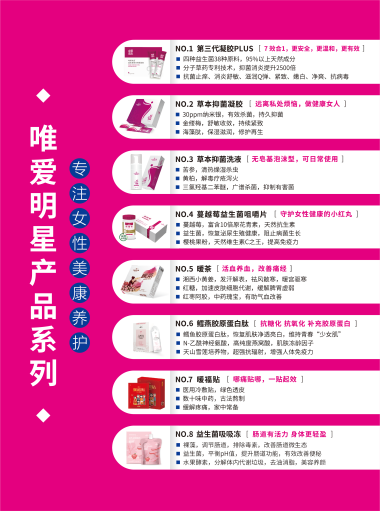 唯爱明星产品系列
专注女性美康养护
NO.1 第三代凝胶PLUS [ 7效合1，更安全，更温和，更有效 ]
四种益生菌38种原料，95%以上天然成分
分子草药专利技术，抑菌消炎提升2500倍
抗菌止痒、消炎舒敏、滋润Q弹、紧致、嫩白、净亮、抗病毒
NO.2 草本抑菌凝胶 [ 远离私处烦恼，做健康女人 ]
30ppm纳米银，有效杀菌，持久抑菌
金缕梅，舒敏收敛，持续紧致
海藻肽，保湿滋润，修护再生
NO.3 草本抑菌洗液 [ 无皂基泡沫型，可日常使用 ]
苦参，清热燥湿杀虫
黄柏，解毒疗疮泻火
三氯羟基二苯醚，广谱杀菌，抑制有害菌
NO.4 蔓越莓益生菌咀嚼片 [ 守护女性健康的小红丸 ]
蔓越莓，富含10倍原花青素，天然抗生素
益生菌，恢复泌尿生殖健康，阻止病菌生长
樱桃果粉，天然维生素C之王，提高免疫力
NO.5 暖茶 [ 活血养血，改善痛经 ]
湘西小黄姜，发汗解表，祛风散寒，暖宫驱寒
红糖，加速皮肤细胞代谢，缓解脾胃虚弱
红枣阿胶，中药瑰宝，有助气血改善
NO.6 鳕燕胶原蛋白肽 [ 抗糖化 抗氧化 补充胶原蛋白 ]
鳕鱼胶原蛋白肽，修复肌肤净透亮白，维持青春“少女肌”
N-乙酰神经氨酸，高纯度燕窝酸，肌肤冻龄因子
天山雪莲培养物，超强抗辐射，增强人体免疫力
NO.7 暖福贴 [ 哪痛贴哪，一贴起效 ]
医用冷敷贴，绿色透皮
数十味中药，古法熬制
缓解疼痛，家中常备
NO.8 益生菌吸吸冻 [ 肠道有活力 身体更轻盈 ]
裸藻，调节肠道，排除毒素，改善肠道微生态
益生菌，平衡pH值，提升肠道功能，有效改善便秘
水果酵素，分解体内代谢垃圾，去油消脂，美容养颜